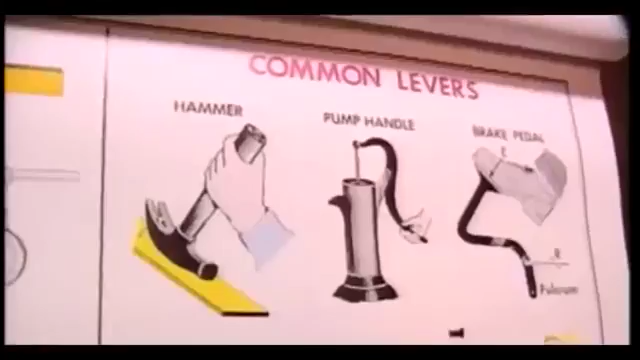 COMMON LEVERS
HAMMER
PUMP HANDLE
BRAKE PEDAL
E
R
Fulcrum